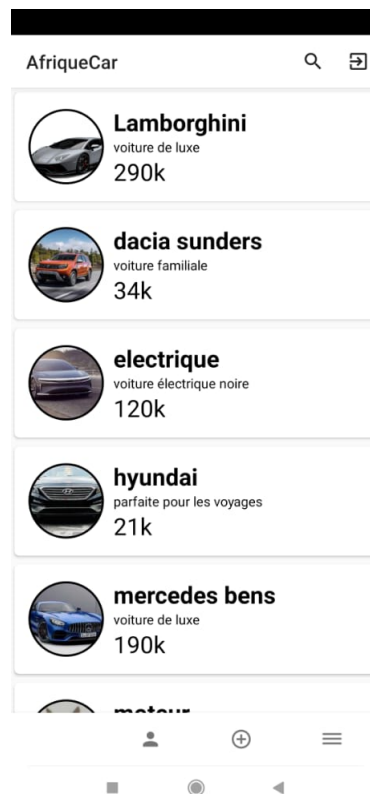 AfriqueCar
Lamborghini
voiture de luxe
290k
dacia sunders
voiture familiale
34k
electrique
voiture électrique noire
120k
hyundai
parfaite pour les voyages
21k
mercedes bens
voiture de luxe
190k